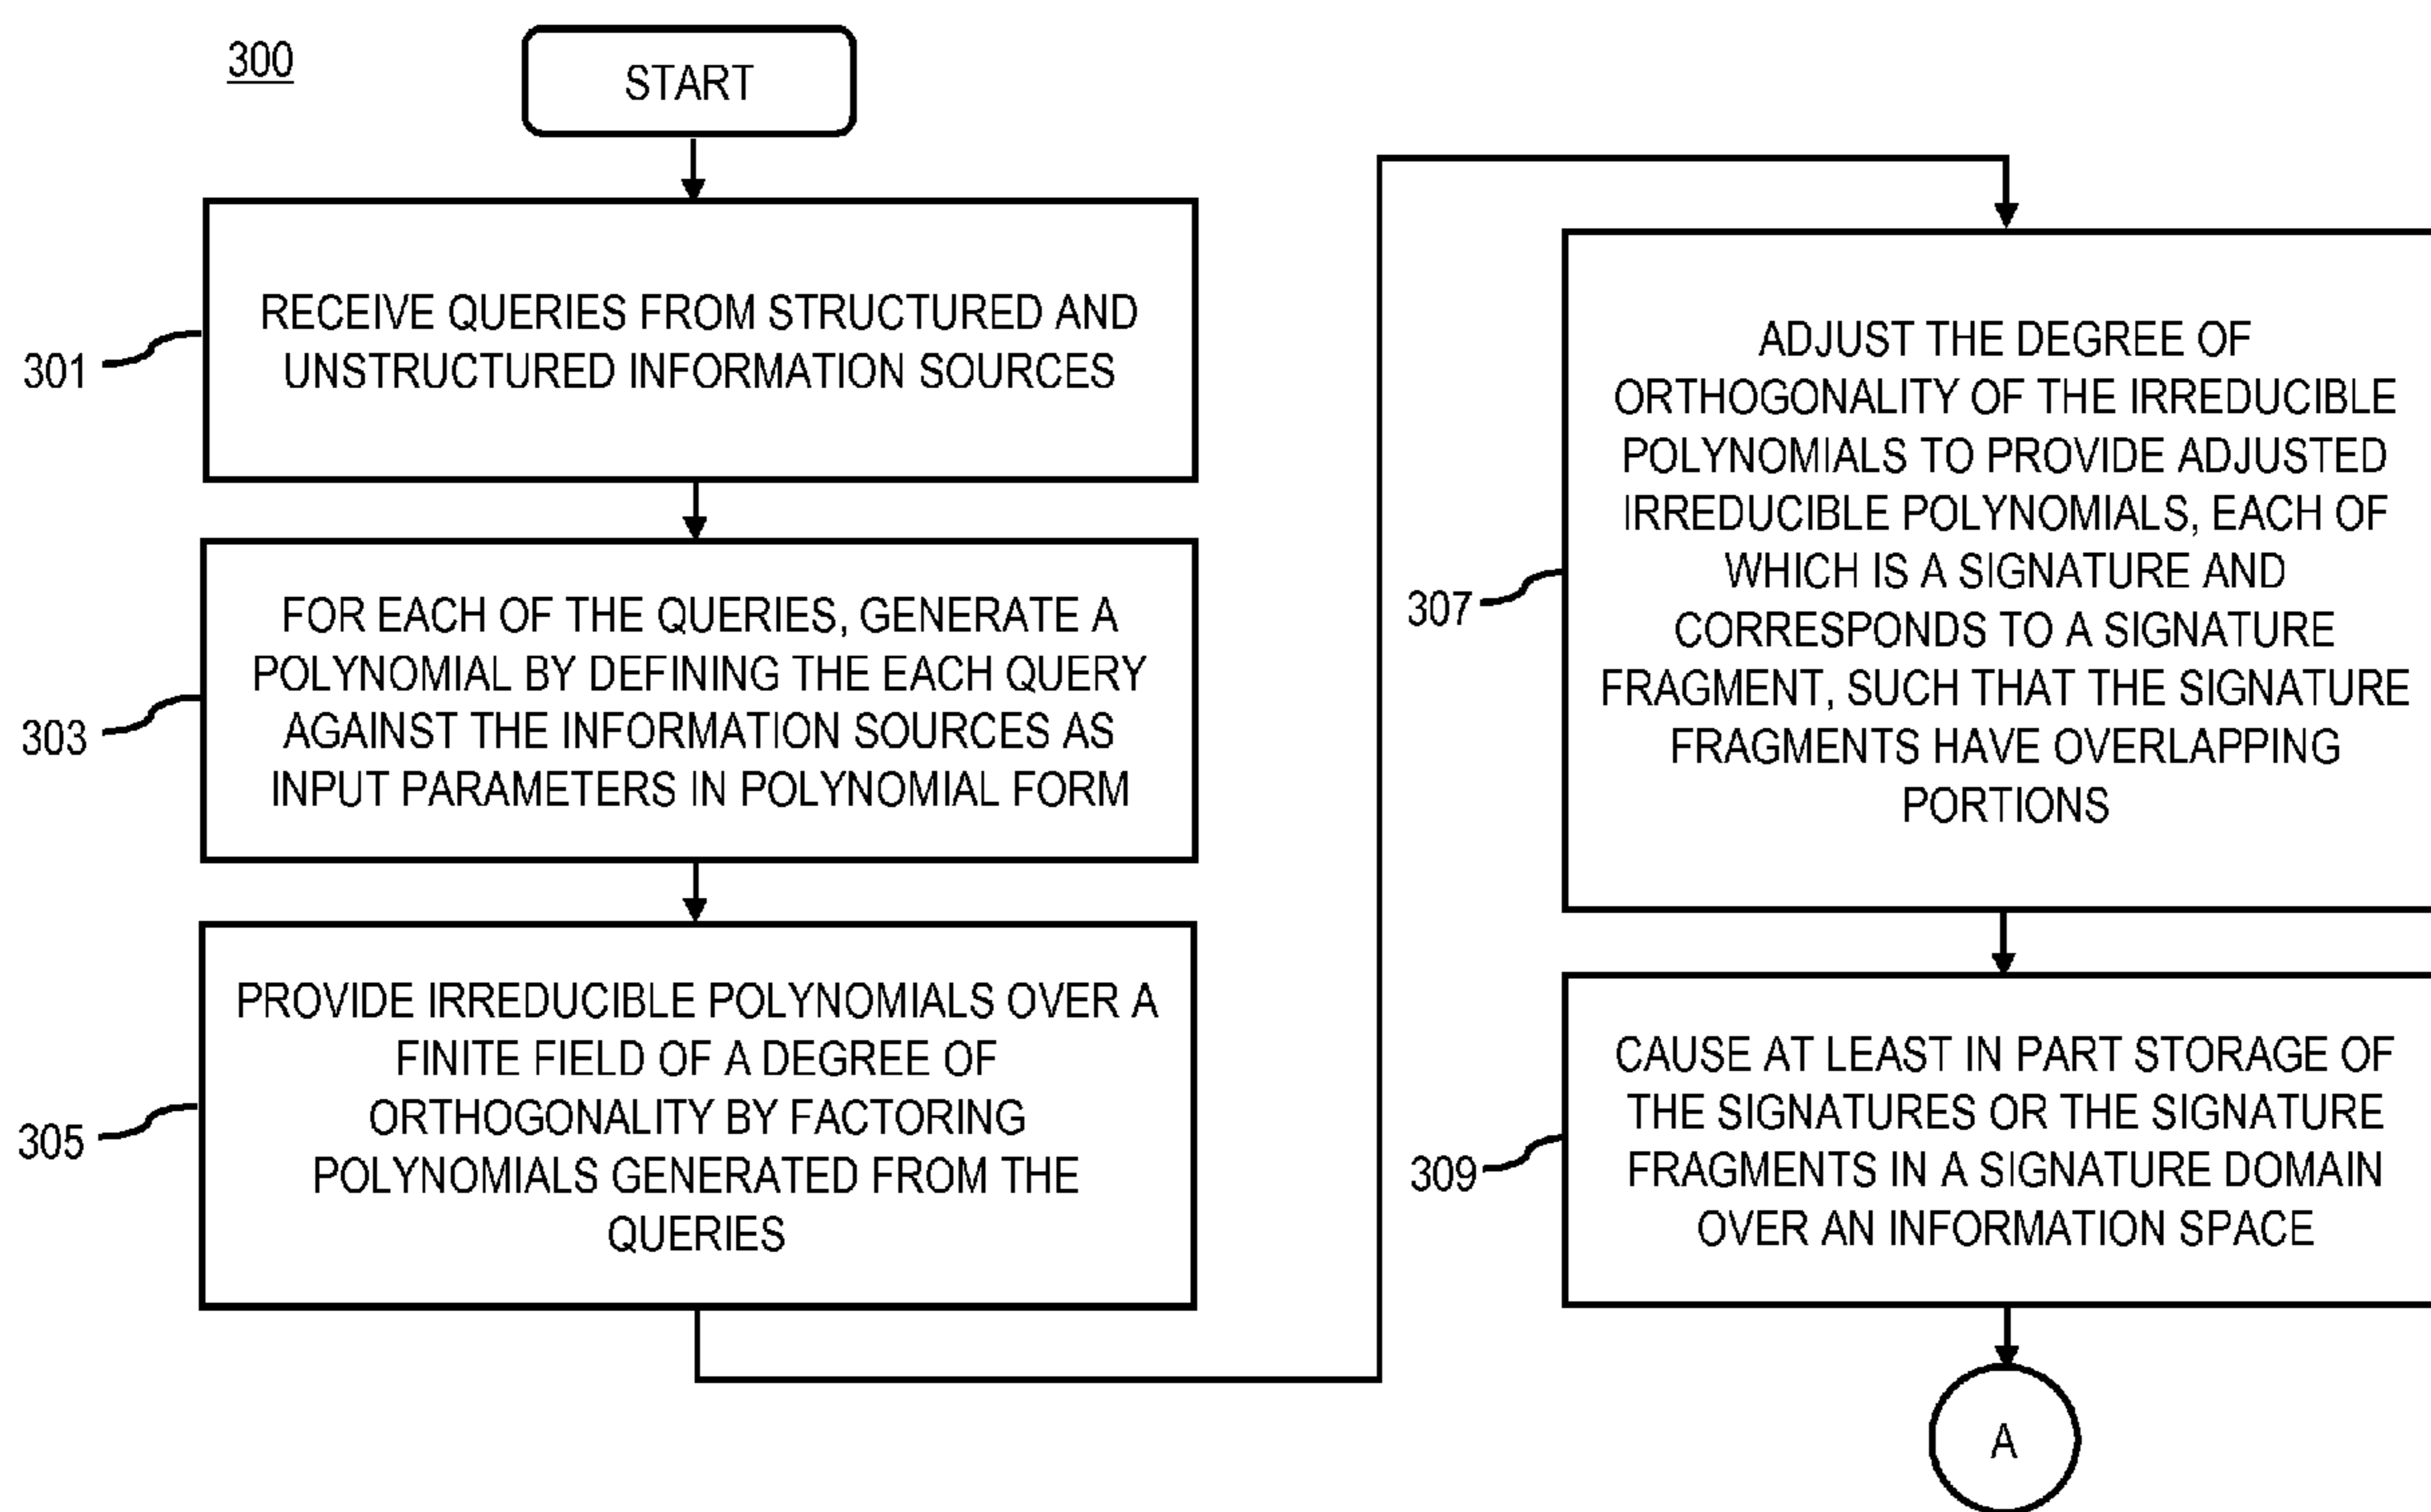 300
START
301
RECEIVE QUERIES FROM STRUCTURED AND
UNSTRUCTURED INFORMATION SOURCES
303
FOR EACH OF THE QUERIES, GENERATE A
POLYNOMIAL BY DEFINING THE EACH QUERY
AGAINST THE INFORMATION SOURCES AS
INPUT PARAMETERS IN POLYNOMIAL FORM
305
PROVIDE IRREDUCIBLE POLYNOMIALS OVER A
FINITE FIELD OF A DEGREE OF
ORTHOGONALITY BY FACTORING
POLYNOMIALS GENERATED FROM THE
QUERIES
307
ADJUST THE DEGREE OF
ORTHOGONALITY OF THE IRREDUCIBLE
POLYNOMIALS TO PROVIDE ADJUSTED
IRREDUCIBLE POLYNOMIALS, EACH OF
WHICH IS A SIGNATURE AND
CORRESPONDS TO A SIGNATURE
FRAGMENT, SUCH THAT THE SIGNATURE
FRAGMENTS HAVE OVERLAPPING
PORTIONS
309
CAUSE AT LEAST IN PART STORAGE OF
THE SIGNATURES OR THE SIGNATURE
FRAGMENTS IN A SIGNATURE DOMAIN
OVER AN INFORMATION SPACE
A